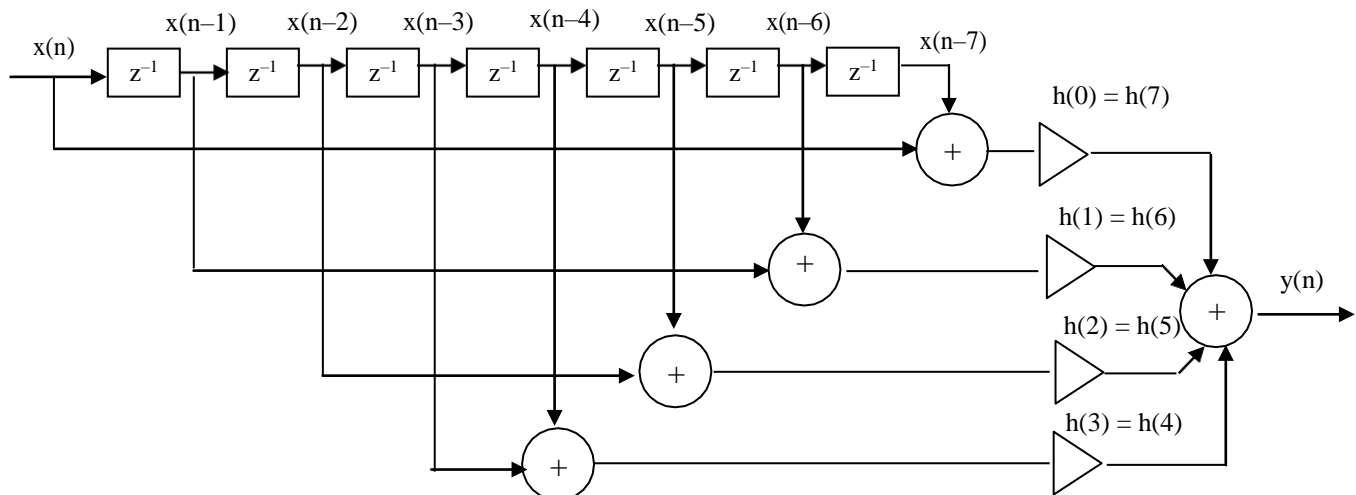 x(n) x(n–1) x(n–2) x(n–3) x(n–4) x(n–5) x(n–6) x(n–7)
z⁻¹ z⁻¹ z⁻¹ z⁻¹ z⁻¹ z⁻¹ z⁻¹
h(0) = h(7)
+
h(1) = h(6)
+
y(n)
+
h(2) = h(5)
+
h(3) = h(4)
+